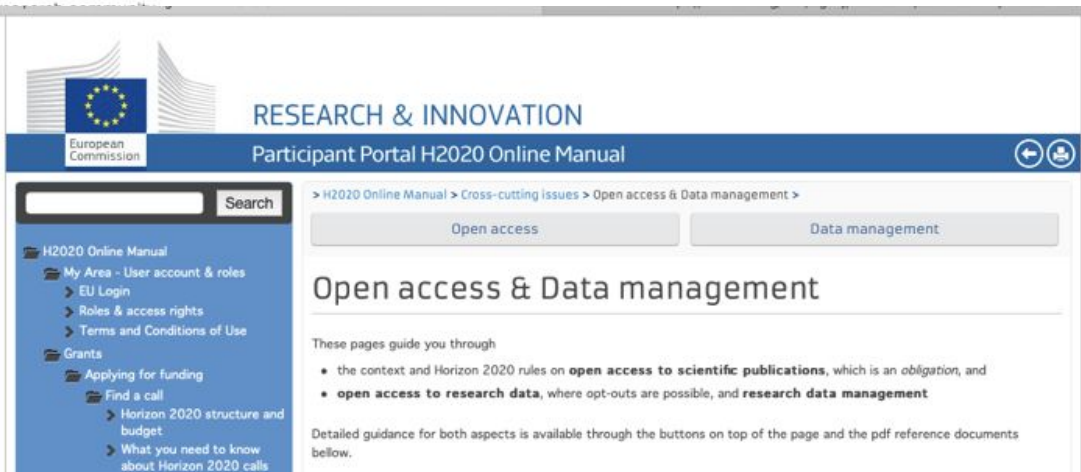 RESEARCH & INNOVATION
European
Commission
Participant Portal H2020 Online Manual
Search
H2020 Online Manual
My Area - User account & roles
EU Login
Roles & access rights
Terms and Conditions of Use
Grants
Applying for funding
Find a call
Horizon 2020 structure and
budget
What you need to know
about Horizon 2020 calls
> H2020 Online Manual > Cross-cutting issues > Open access & Data management >
Open access
Data management
Open access & Data management
These pages guide you through
• the context and Horizon 2020 rules on open access to scientific publications, which is an obligation, and
• open access to research data, where opt-outs are possible, and research data management
Detailed guidance for both aspects is available through the buttons on top of the page and the pdf reference documents
bellow.